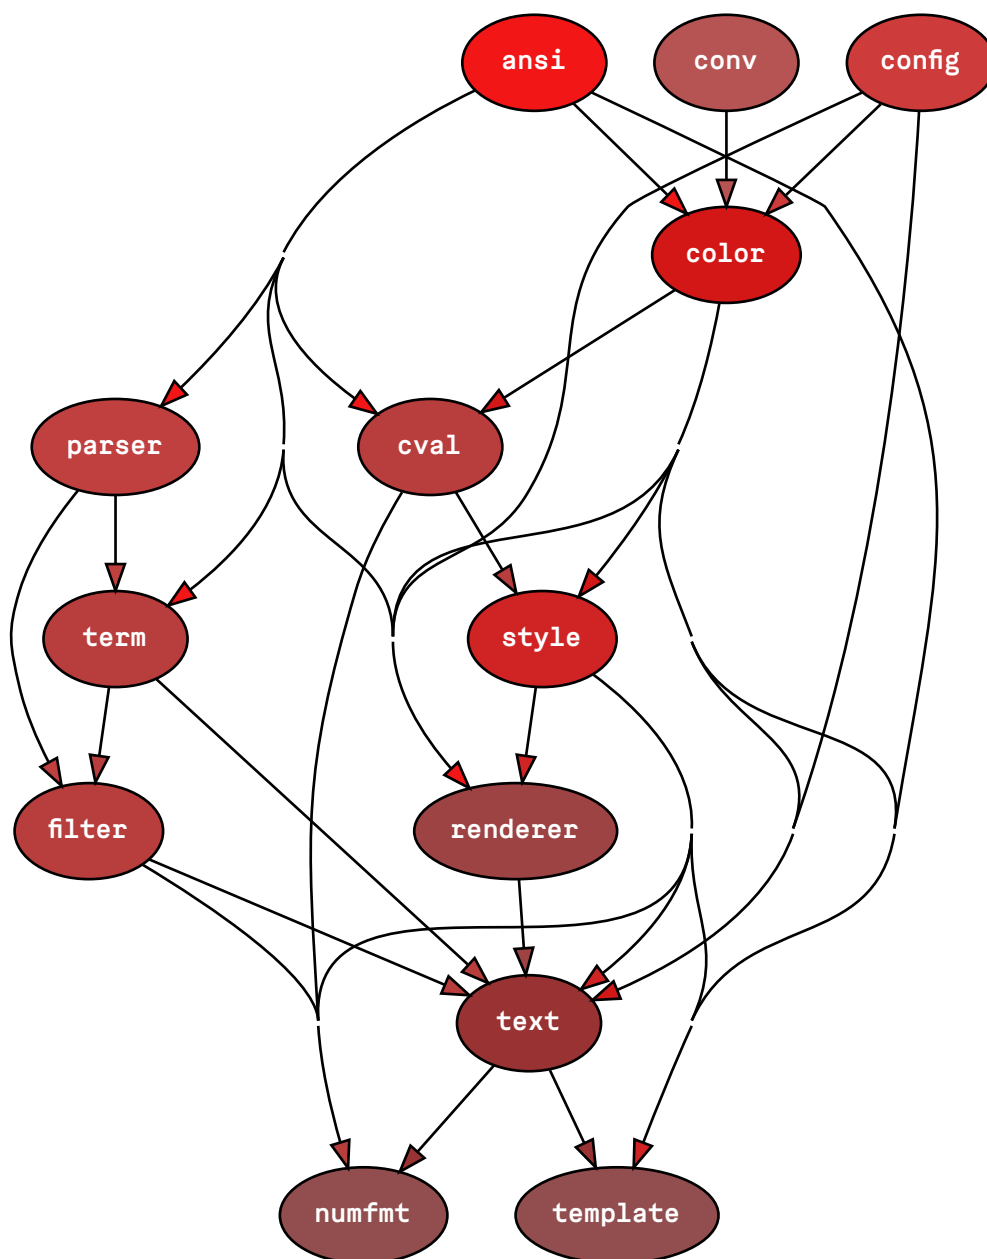 ansi
conv
config
color
parser
cval
term
style
filter
renderer
text
numfmt
template